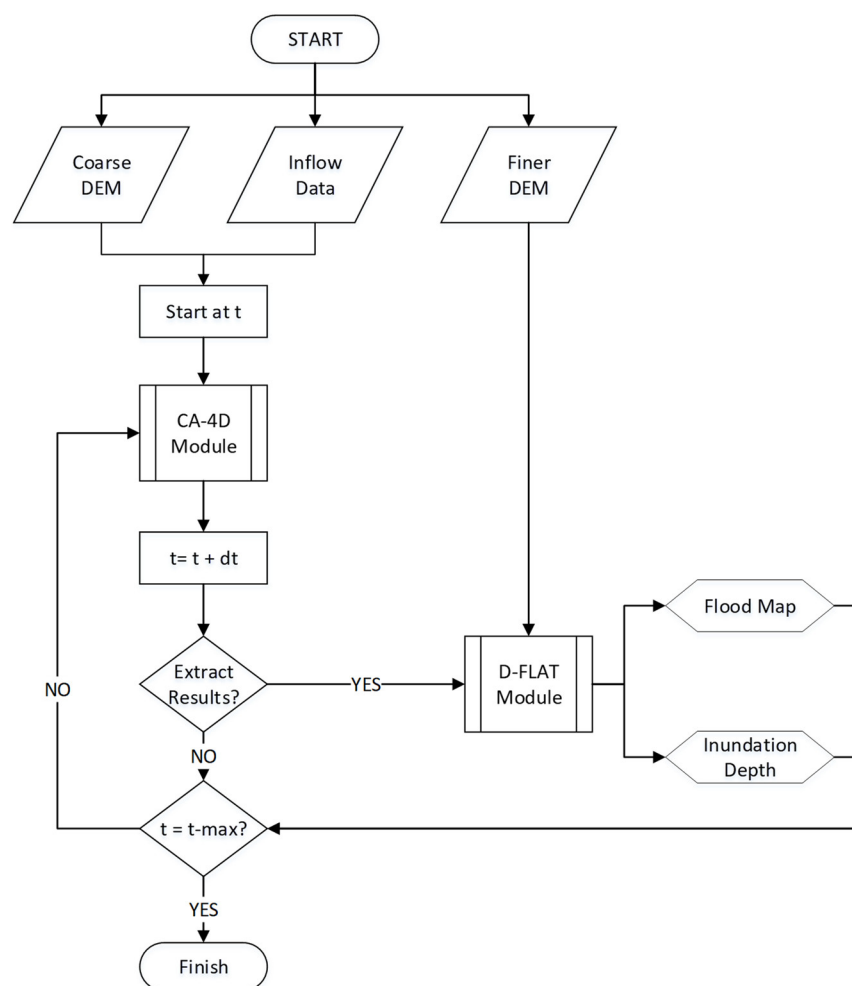 START
Coarse
DEM
Inflow
Data
Finer
DEM
Start at t
CA-4D
Module
t= t + dt
Extract
Results?
YES
D-FLAT
Module
Flood Map
Inundation
Depth
NO
NO
t = t-max?
YES
Finish